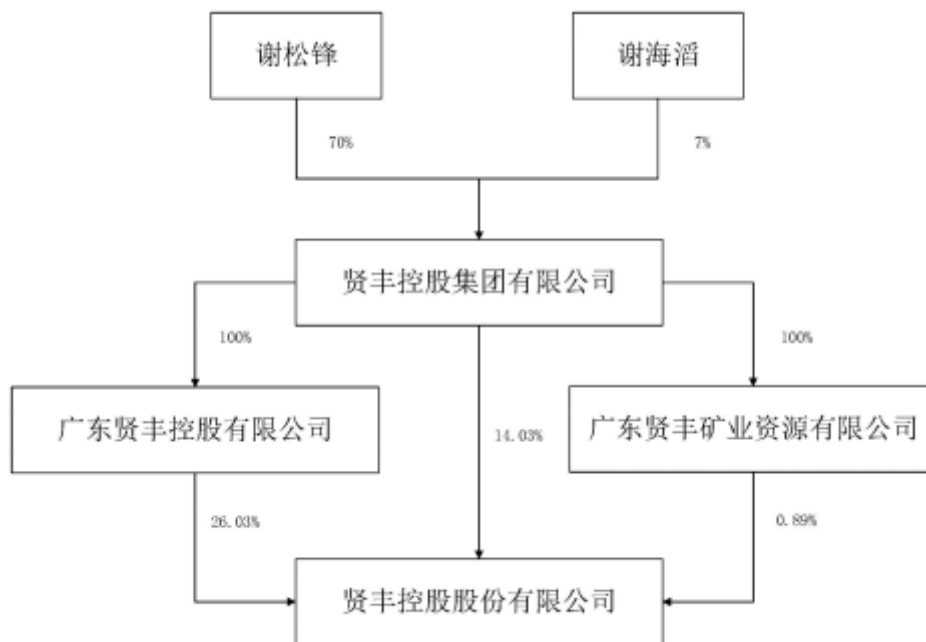 谢松锋
谢海滔
70%
7%
贤丰控股集团有限公司
100%
100%
广东贤丰控股有限公司
14.03%
广东贤丰矿业资源有限公司
26.03%
0.89%
贤丰控股股份有限公司